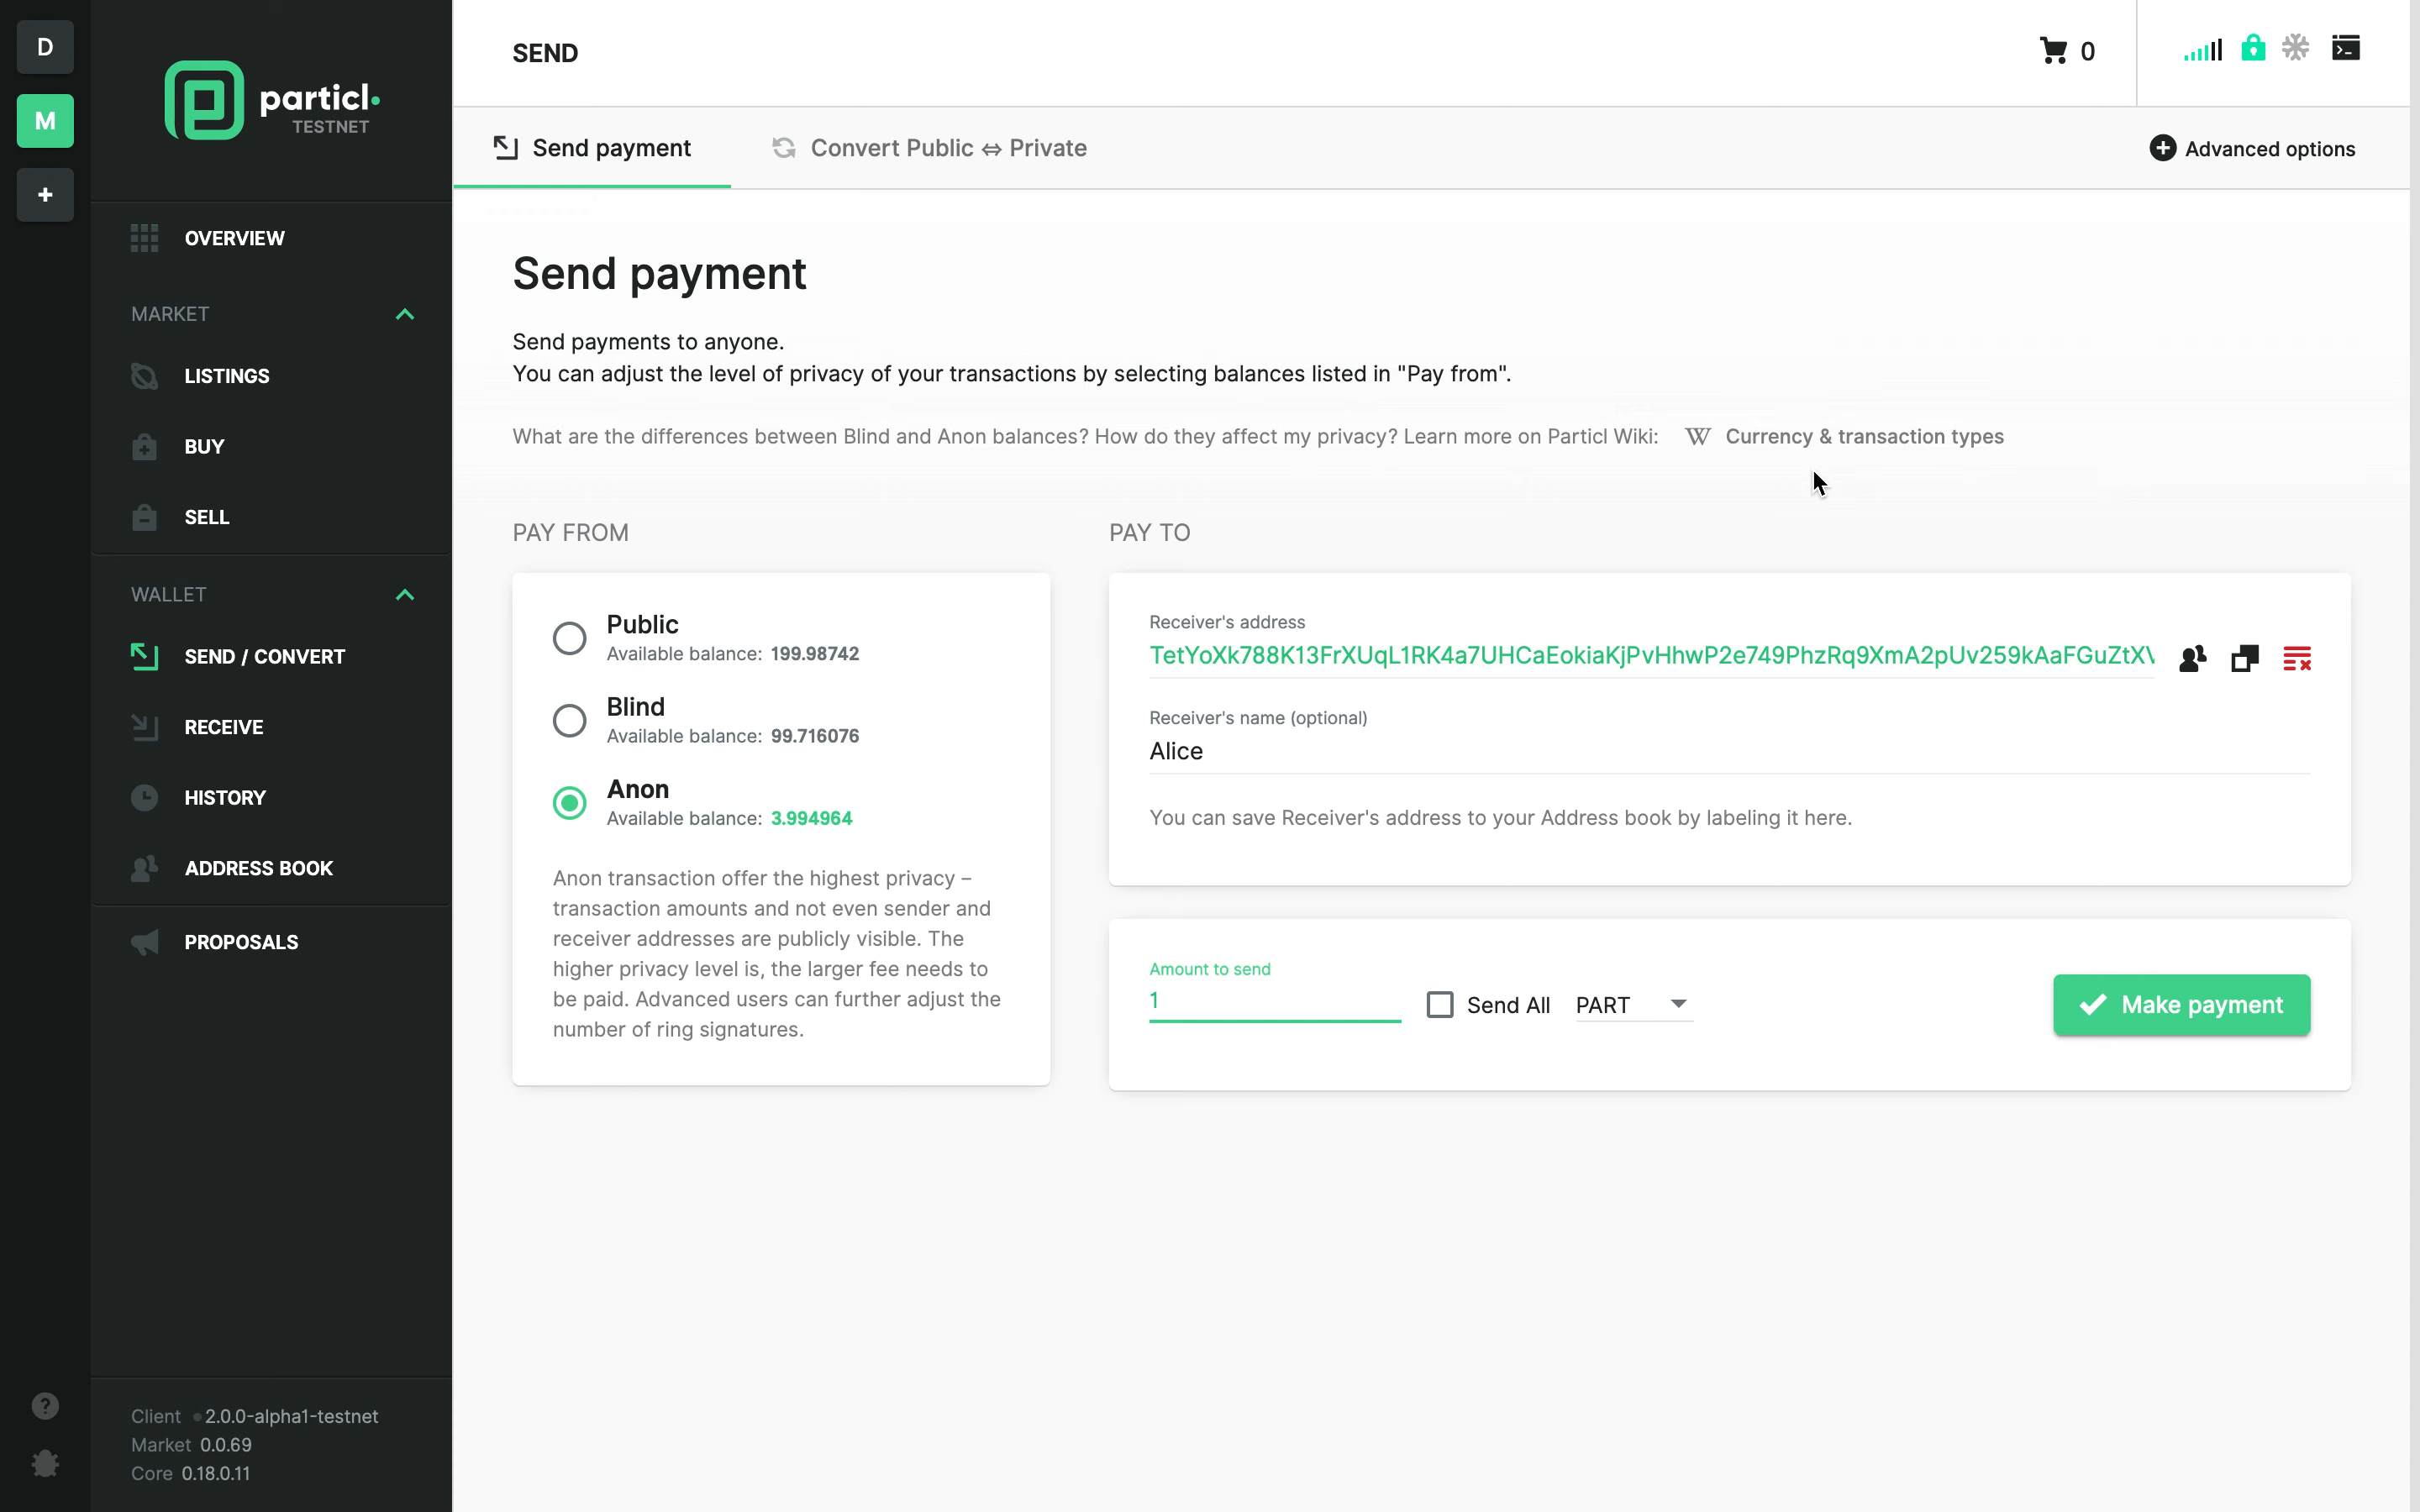 D
M
+
particl
TESTNET
OVERVIEW
MARKET
LISTINGS
BUY
SELL
WALLET
SEND / CONVERT
RECEIVE
HISTORY
ADDRESS BOOK
PROPOSALS
?
Client 2.0.0-alpha1-testnet
Market 0.0.69
Core 0.18.0.11
SEND
0
Send payment
Convert Public ⇔ Private
Advanced options
Send payment
Send payments to anyone.
You can adjust the level of privacy of your transactions by selecting balances listed in "Pay from".
What are the differences between Blind and Anon balances? How do they affect my privacy? Learn more on Particl Wiki: W Currency & transaction types
PAY FROM
Public
Available balance: 199.98742
Blind
Available balance: 99.716076
Anon
Available balance: 3.994964
Anon transaction offer the highest privacy –
transaction amounts and not even sender and
receiver addresses are publicly visible. The
higher privacy level is, the larger fee needs to
be paid. Advanced users can further adjust the
number of ring signatures.
PAY TO
Receiver's address
TetYoXk788K13FrXUqL1RK4a7UHCaEokiaKjPvHhwP2e749PhzRq9XmA2pUv259kAaFGuZtX
Receiver's name (optional)
Alice
You can save Receiver's address to your Address book by labeling it here.
Amount to send
1
Send All
PART
Make payment